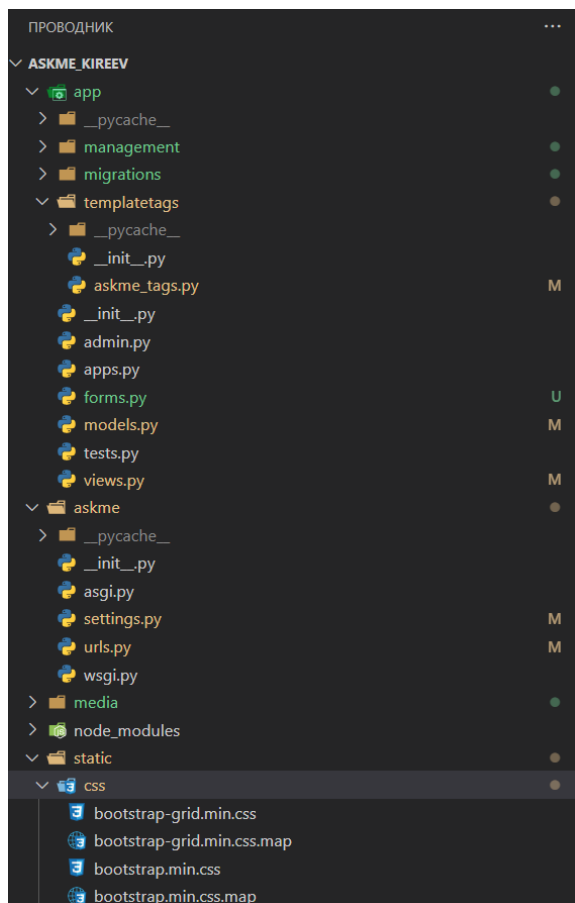 ПРОВОДНИК ...
ASKME_KIREEV
app
__pycache__
management
migrations
templatetags
__pycache__
__init__.py
askme_tags.py M
__init__.py
admin.py
apps.py
forms.py U
models.py M
tests.py
views.py M
askme
__pycache__
__init__.py
asgi.py
settings.py M
urls.py M
wsgi.py
media
node_modules
static
css
bootstrap-grid.min.css
bootstrap-grid.min.css.map
bootstrap.min.css
bootstrap.min.css.map